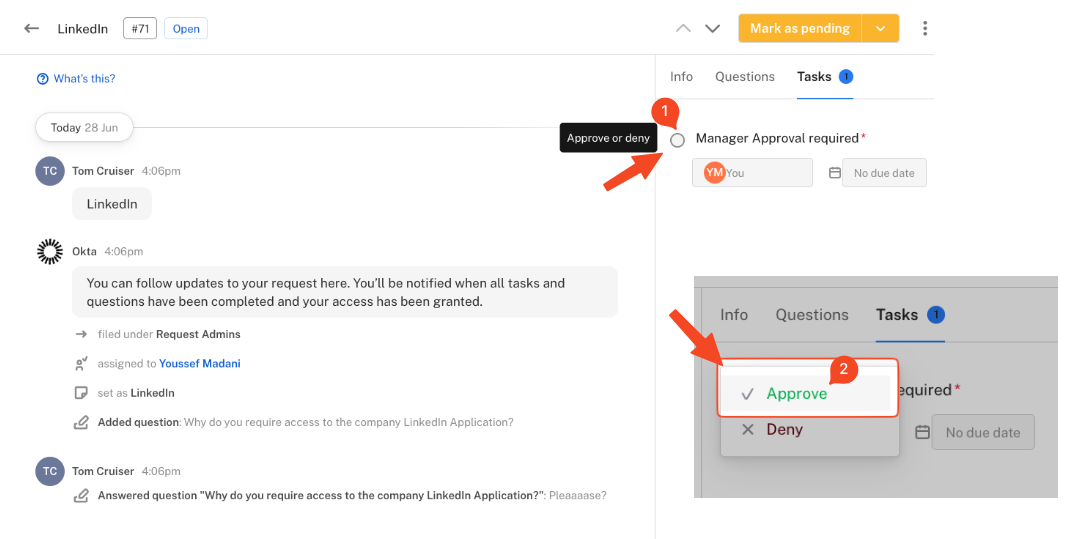 LinkedIn #71 Open Mark as pending
What's this?
Info Questions Tasks 1
Today 28 Jun
1
Approve or deny
Manager Approval required*
YM You No due date
TC Tom Cruiser 4:06pm
LinkedIn
Okta 4:06pm
You can follow updates to your request here. You'll be notified when all tasks and
questions have been completed and your access has been granted.
filed under Request Admins
assigned to Youssef Madani
set as LinkedIn
Added question: Why do you require access to the company LinkedIn Application?
TC Tom Cruiser 4:06pm
Answered question "Why do you require access to the company LinkedIn Application?": Pleaaaase?
Info Questions Tasks 1
2
Approve equired*
Deny No due date